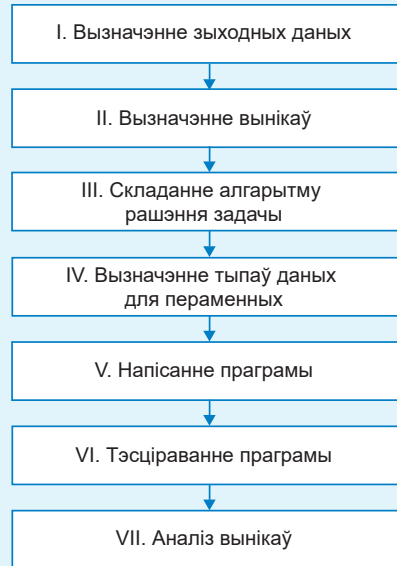 I. Вызначэнне зыходных даных
II. Вызначэнне вынікаў
III. Складанне алгарытму
рашэння задачы
IV. Вызначэнне тыпаў даных
для пераменных
V. Напісанне праграмы
VI. Тэсціраванне праграмы
VII. Аналіз вынікаў